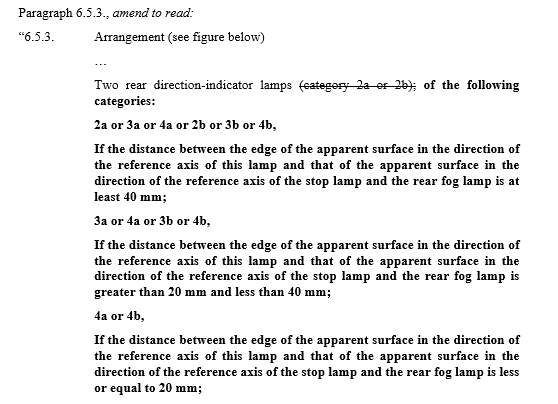 Paragraph 6.5.3., amend to read:
“6.5.3. Arrangement (see figure below)
…
Two rear direction-indicator lamps (category 2a or 2b); of the following
categories:
2a or 3a or 4a or 2b or 3b or 4b,
If the distance between the edge of the apparent surface in the direction of
the reference axis of this lamp and that of the apparent surface in the
direction of the reference axis of the stop lamp and the rear fog lamp is at
least 40 mm;
3a or 4a or 3b or 4b,
If the distance between the edge of the apparent surface in the direction of
the reference axis of this lamp and that of the apparent surface in the
direction of the reference axis of the stop lamp and the rear fog lamp is
greater than 20 mm and less than 40 mm;
4a or 4b,
If the distance between the edge of the apparent surface in the direction of
the reference axis of this lamp and that of the apparent surface in the
direction of the reference axis of the stop lamp and the rear fog lamp is less
or equal to 20 mm;